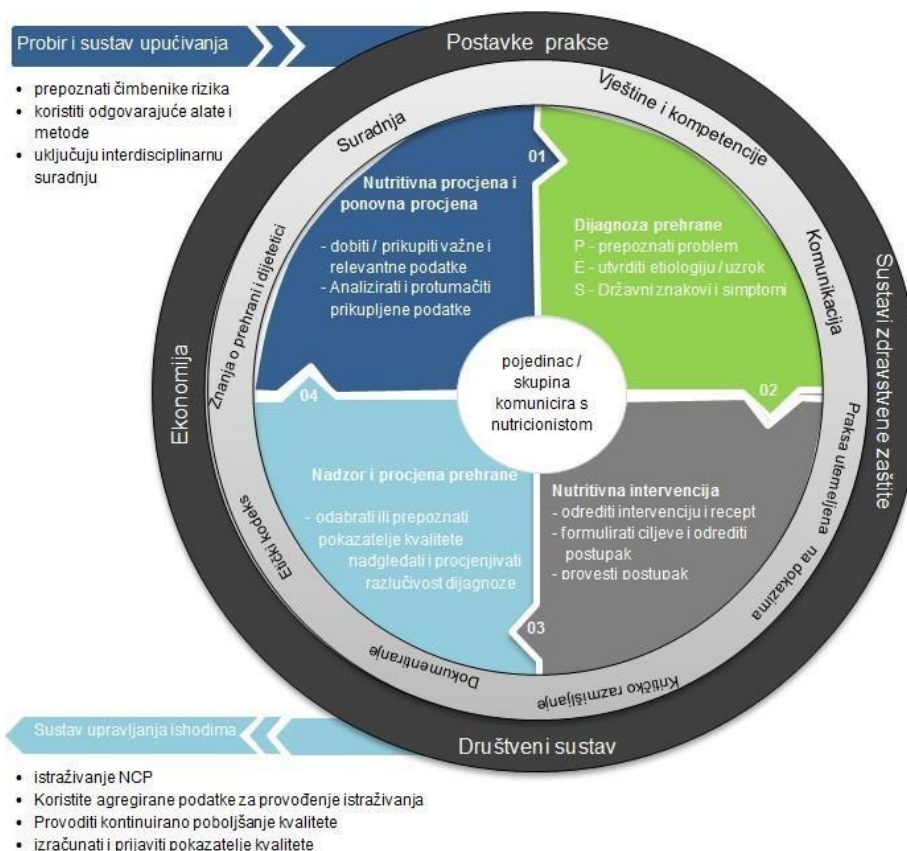 Probir i sustav upućivanja
• prepoznati čimbenike rizika
• koristiti odgovarajuće alate i
metode
• uključuju interdisciplinarnu
suradnju
Postavke prakse
Sustavi zdravstvene zaštite
Društveni sustav
Ekonomija
Suradnja
Vještine i kompetencije
Komunikacija
Praksa utemeljena na dokazima
Kritičko razmišljanje
Dokumentiranje
Etički kodeks
Znanja o prehrani i dijetetici
01
Nutritivna procjena i
ponovna procjena
- dobiti / prikupiti važne i
relevantne podatke
- Analizirati i protumačiti
prikupljene podatke
Dijagnoza prehrane
P - prepoznati problem
E - utvrditi etiologiju / uzrok
S - Državni znakovi i simptomi
02
pojedinac /
skupina
komunicira s
nutricionistom
Nutritivna intervencija
- odrediti intervenciju i recept
- formulirati ciljeve i odrediti
postupak
- provesti postupak
03
04
Nadzor i procjena prehrane
- odabrati ili prepoznati
pokazatelje kvalitete
nadgledati i procjenjivati
razlučivost dijagnoze
Sustav upravljanja ishodima
• istraživanje NCP
• Koristite agregirane podatke za provođenje istraživanja
• Provoditi kontinuirano poboljšanje kvalitete
• izračunati i prijaviti pokazatelje kvalitete